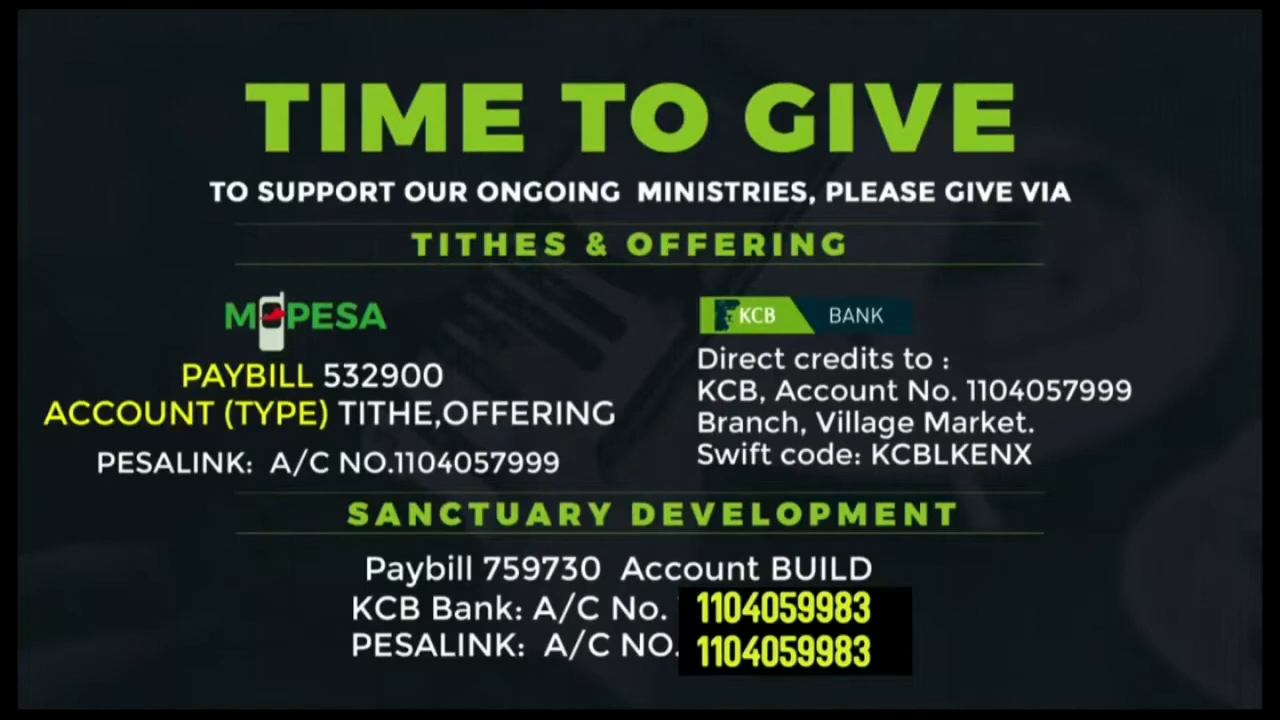 TIME TO GIVE
TO SUPPORT OUR ONGOING MINISTRIES, PLEASE GIVE VIA
TITHES & OFFERING
M-PESA
PAYBILL 532900
ACCOUNT (TYPE) TITHE,OFFERING
PESALINK: A/C NO.1104057999
KCB BANK
Direct credits to :
KCB, Account No. 1104057999
Branch, Village Market.
Swift code: KCBLKENX
SANCTUARY DEVELOPMENT
Paybill 759730 Account BUILD
KCB Bank: A/C No. 1104059983
PESALINK: A/C NO. 1104059983